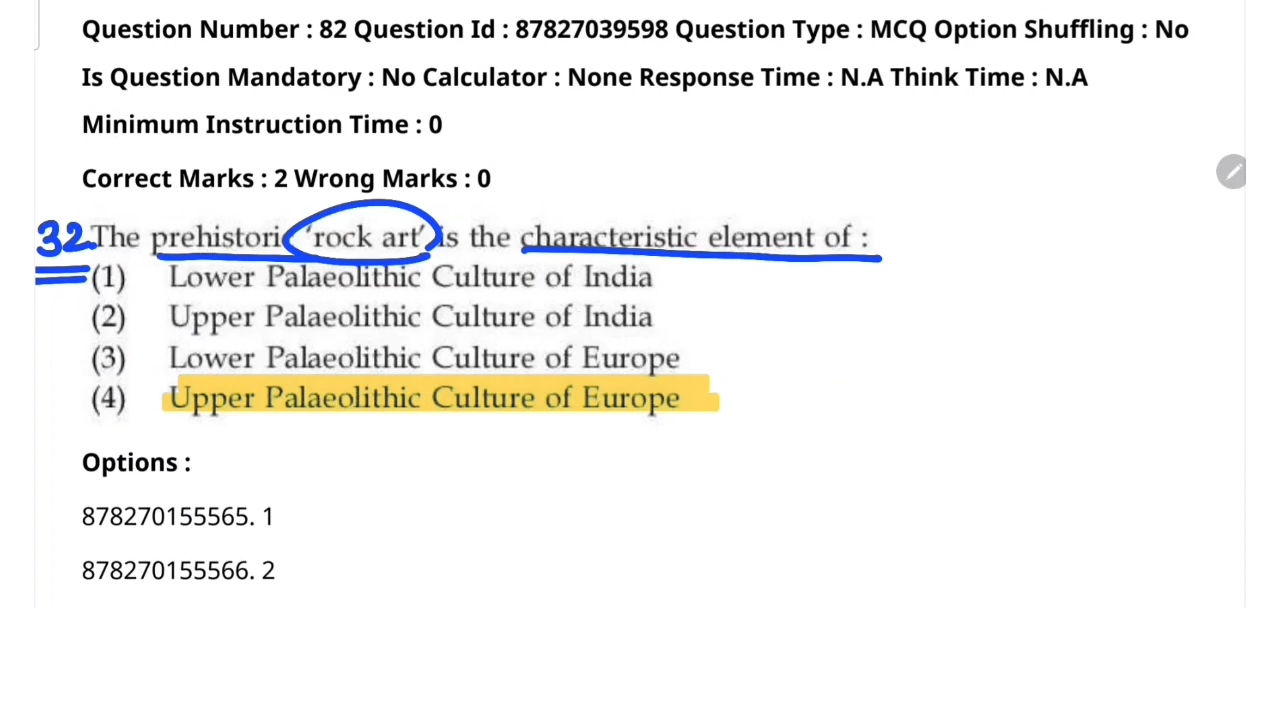 Question Number : 82 Question Id : 87827039598 Question Type : MCQ Option Shuffling : No
Is Question Mandatory : No Calculator : None Response Time : N.A Think Time : N.A
Minimum Instruction Time : 0
Correct Marks : 2 Wrong Marks : 0
32. The prehistoric 'rock art' is the characteristic element of :
(1) Lower Palaeolithic Culture of India
(2) Upper Palaeolithic Culture of India
(3) Lower Palaeolithic Culture of Europe
(4) Upper Palaeolithic Culture of Europe
Options :
878270155565. 1
878270155566. 2